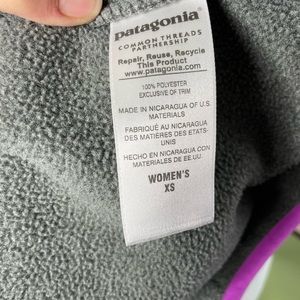 patagonia
COMMON THREADS
PARTNERSHIP
Repair, Reuse, Recycle
This Product
www.patagonia.com
100% POLYESTER
EXCLUSIVE OF TRIM
MADE IN NICARAGUA OF U.S.
MATERIALS
FABRIQUÉ AU NICARAGUA
DES MATIÈRES DES ETATS-
UNIS
HECHO EN NICARAGUA CON
MATERIALES DE EE.UU.
WOMEN'S
XS